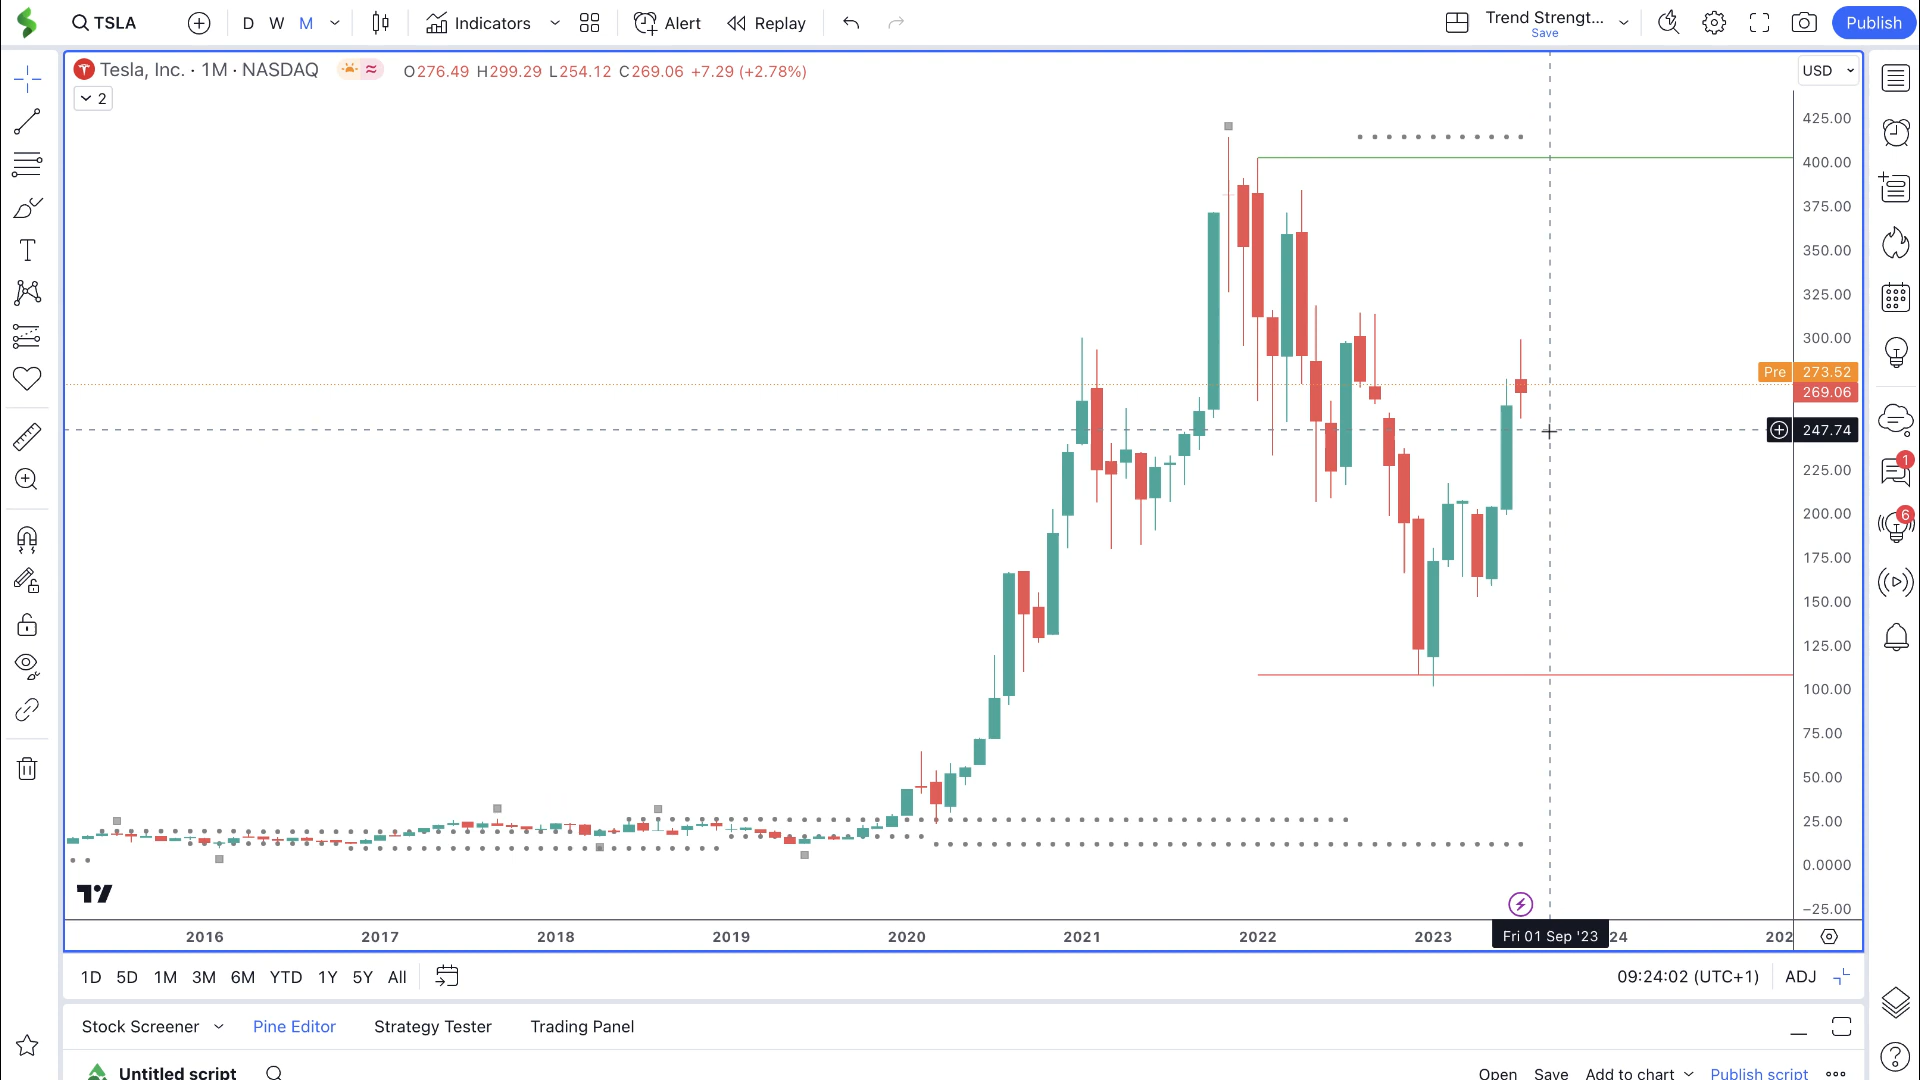 TSLA
D W M
Indicators
Alert
Replay
Trend Strengt...
Save
Publish
Tesla, Inc. · 1M · NASDAQ
O276.49 H299.29 L254.12 C269.06 +7.29 (+2.78%)
USD
2
425.00
400.00
375.00
350.00
325.00
300.00
Pre 273.52
269.06
247.74
225.00
200.00
175.00
150.00
125.00
100.00
75.00
50.00
25.00
0.0000
−25.00
1
6
2016 2017 2018 2019 2020 2021 2022 2023 Fri 01 Sep '23 24 202
1D 5D 1M 3M 6M YTD 1Y 5Y All
09:24:02 (UTC+1) ADJ
Stock Screener Pine Editor Strategy Tester Trading Panel
Untitled script
Open Save Add to chart Publish script